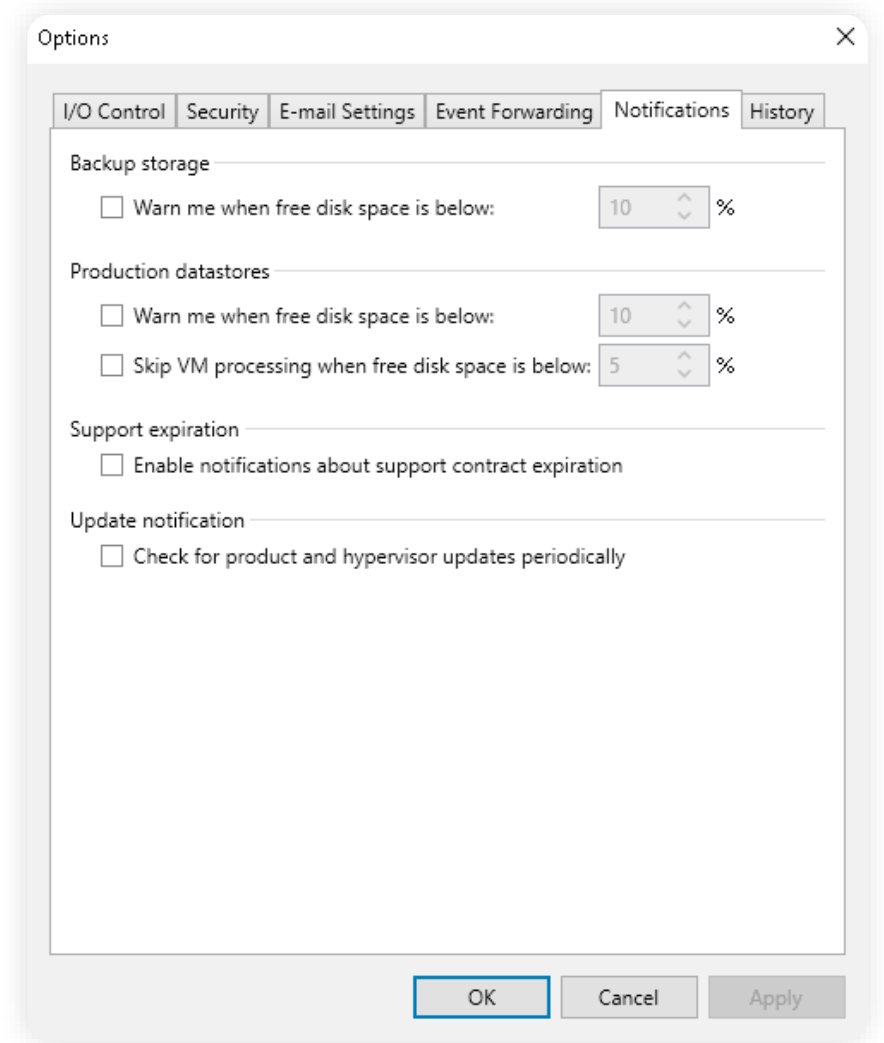 Options
I/O Control Security E-mail Settings Event Forwarding Notifications History
Backup storage
Warn me when free disk space is below: 10 %
Production datastores
Warn me when free disk space is below: 10 %
Skip VM processing when free disk space is below: 5 %
Support expiration
Enable notifications about support contract expiration
Update notification
Check for product and hypervisor updates periodically
OK Cancel Apply